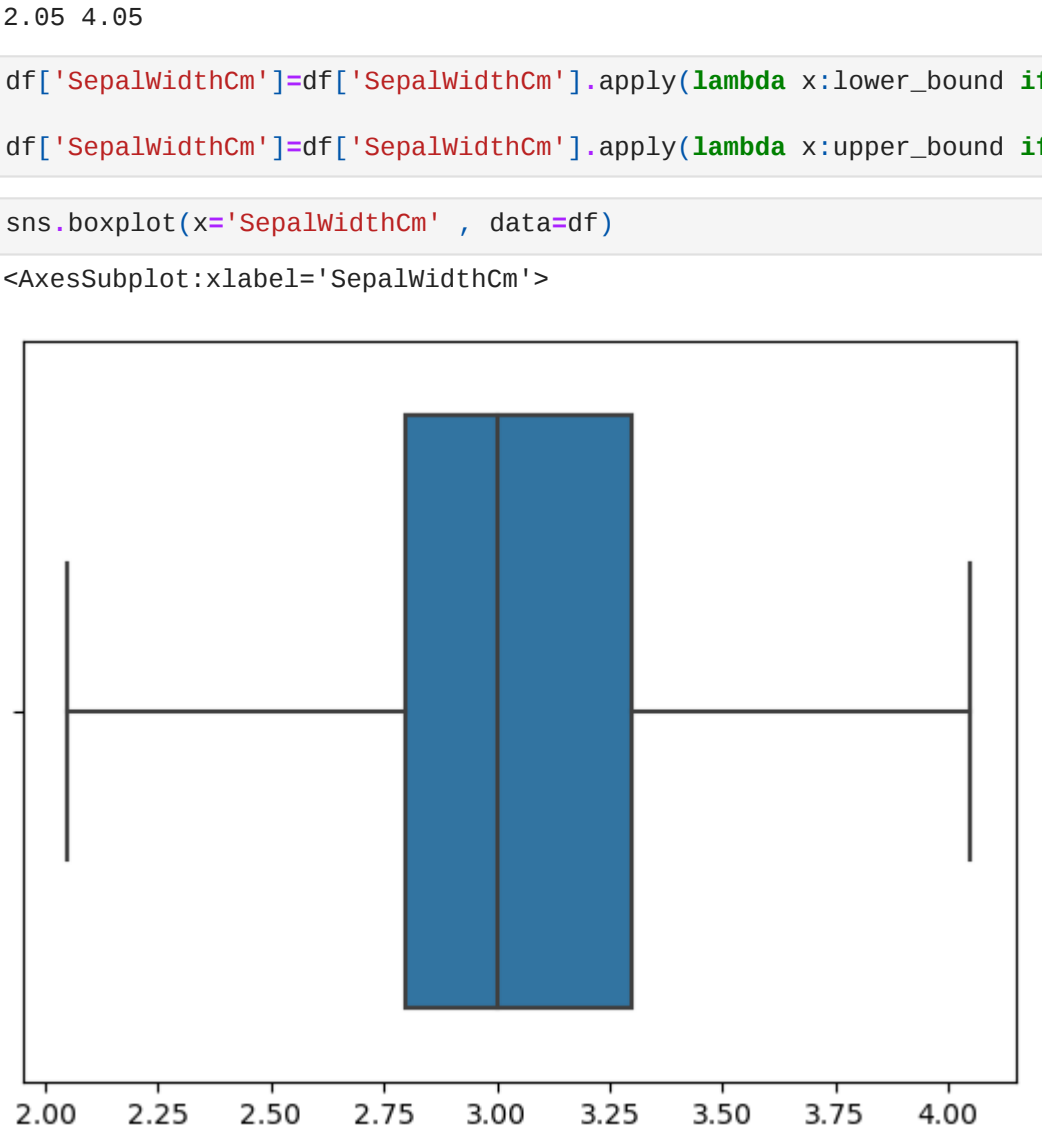 2.05 4.05
df['SepalWidthCm']=df['SepalWidthCm'].apply(lambda x:lower_bound if
df['SepalWidthCm']=df['SepalWidthCm'].apply(lambda x:upper_bound if
sns.boxplot(x='SepalWidthCm' , data=df)
<AxesSubplot:xlabel='SepalWidthCm'>
2.00 2.25 2.50 2.75 3.00 3.25 3.50 3.75 4.00